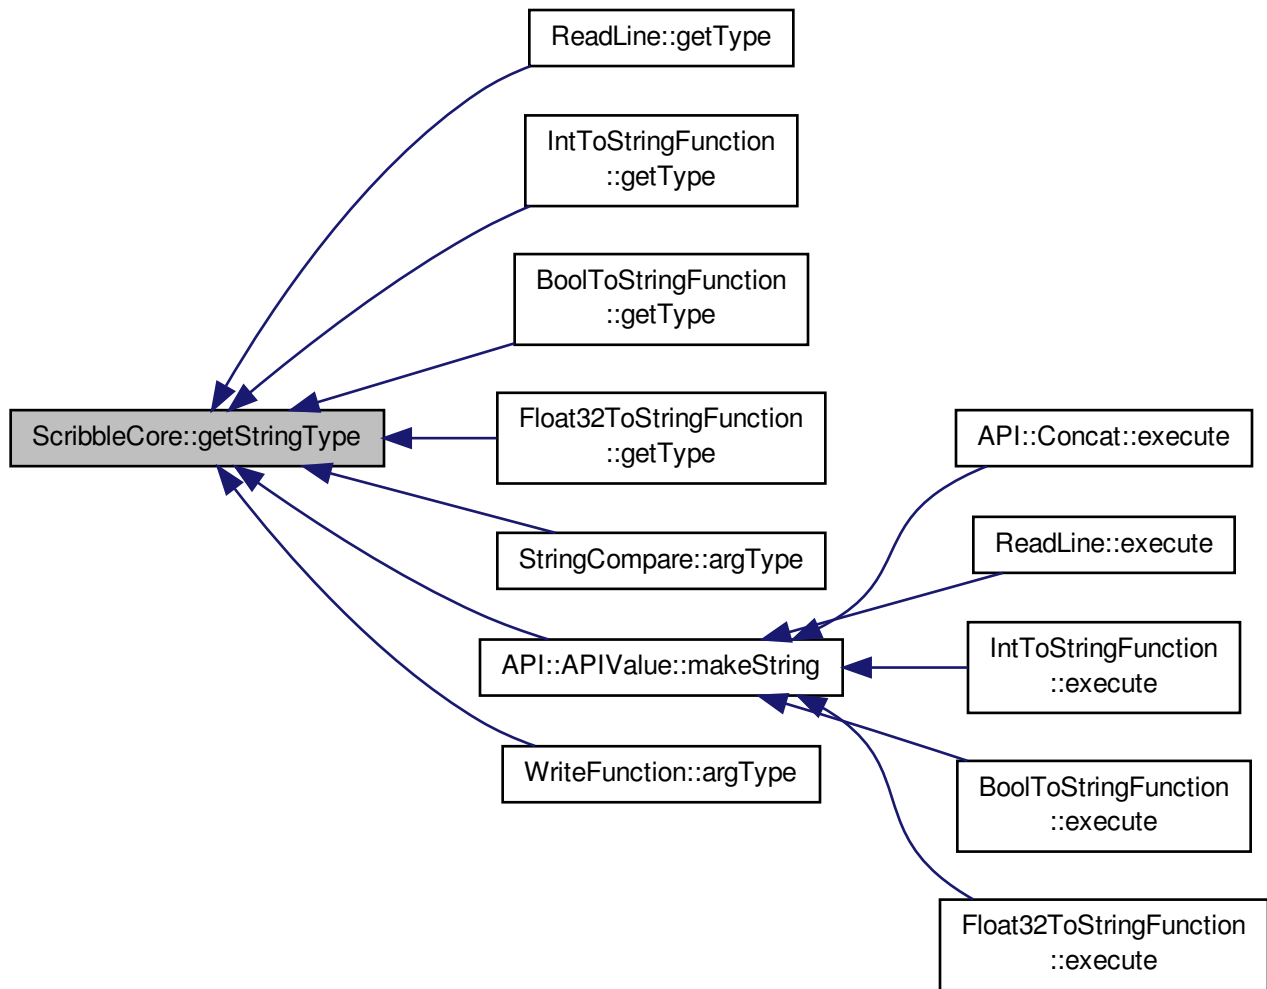 ReadLine::getType
IntToStringFunction
::getType
BoolToStringFunction
::getType
ScribbleCore::getStringType
Float32ToStringFunction
::getType
StringCompare::argType
API::APIValue::makeString
WriteFunction::argType
API::Concat::execute
ReadLine::execute
IntToStringFunction
::execute
BoolToStringFunction
::execute
Float32ToStringFunction
::execute